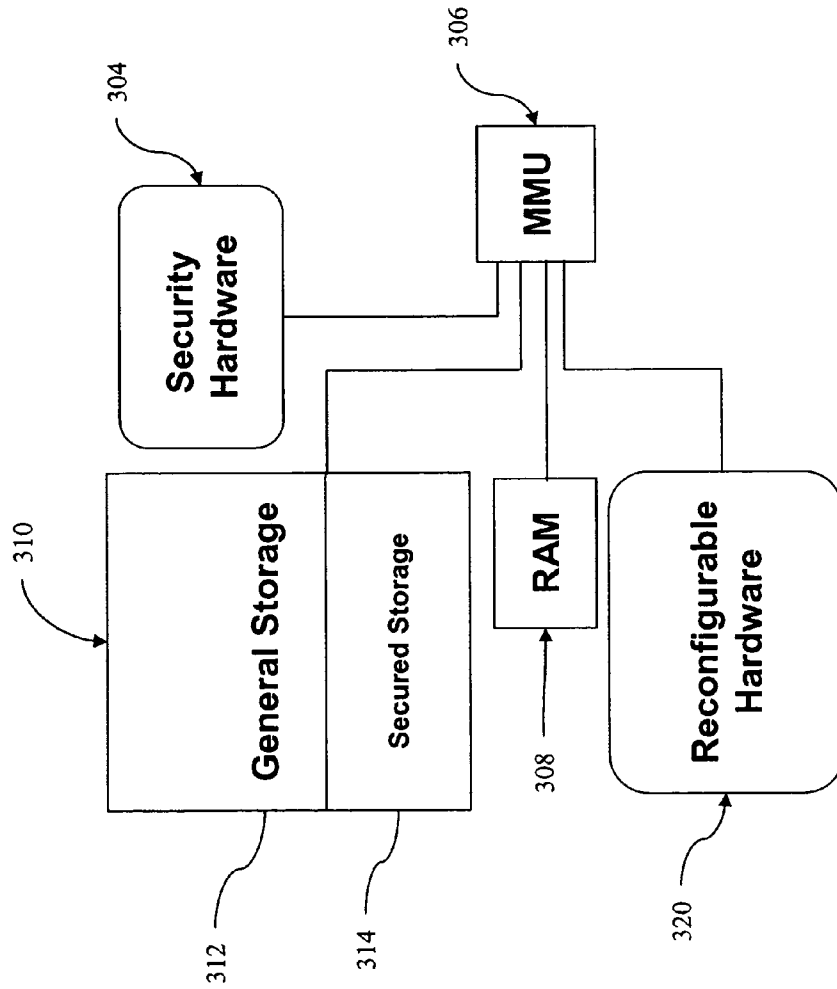 310
304
Security
Hardware
312
General Storage
314
Secured Storage
306
308
RAM
MMU
320
Reconfigurable
Hardware